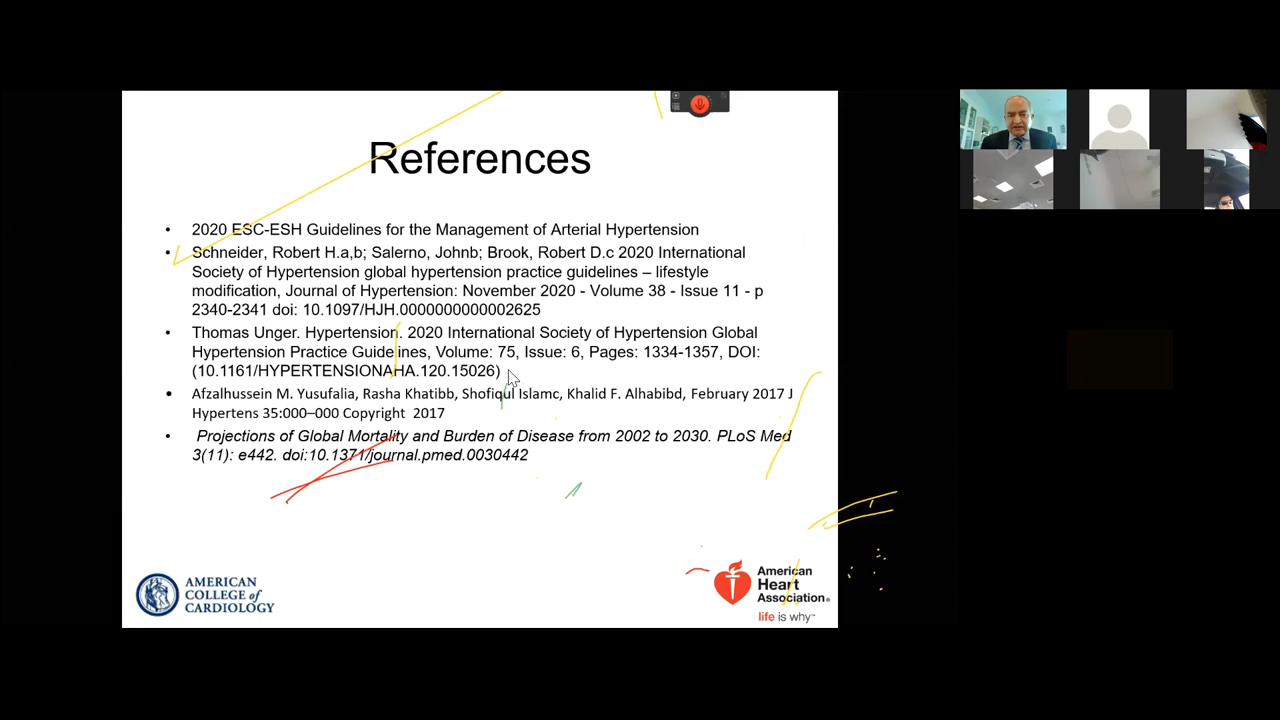 References
• 2020 ESC-ESH Guidelines for the Management of Arterial Hypertension
• Schneider, Robert H.a,b; Salerno, Johnb; Brook, Robert D.c 2020 International
Society of Hypertension global hypertension practice guidelines – lifestyle
modification, Journal of Hypertension: November 2020 - Volume 38 - Issue 11 - p
2340-2341 doi: 10.1097/HJH.0000000000002625
• Thomas Unger. Hypertension. 2020 International Society of Hypertension Global
Hypertension Practice Guidelines, Volume: 75, Issue: 6, Pages: 1334-1357, DOI:
(10.1161/HYPERTENSIONAHA.120.15026)
• Afzalhussein M. Yusufalia, Rasha Khatibb, Shofiqul Islamc, Khalid F. Alhabibd, February 2017 J
Hypertens 35:000–000 Copyright 2017
• Projections of Global Mortality and Burden of Disease from 2002 to 2030. PLoS Med
3(11): e442. doi:10.1371/journal.pmed.0030442
AMERICAN
COLLEGE of
CARDIOLOGY
American
Heart
Association®
life is why™